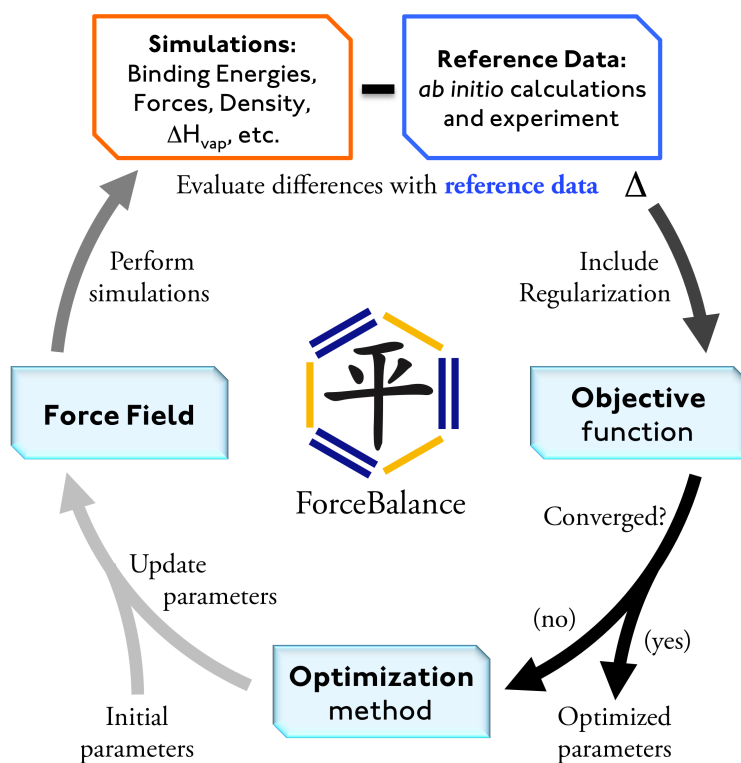 Simulations:
Binding Energies,
Forces, Density,
ΔHvap, etc.
Reference Data:
ab initio calculations
and experiment
Evaluate differences with reference data Δ
Perform
simulations
Include
Regularization
平
Force Field
Objective
function
ForceBalance
Converged?
Update
parameters
(no)
(yes)
Optimization
method
Initial
parameters
Optimized
parameters